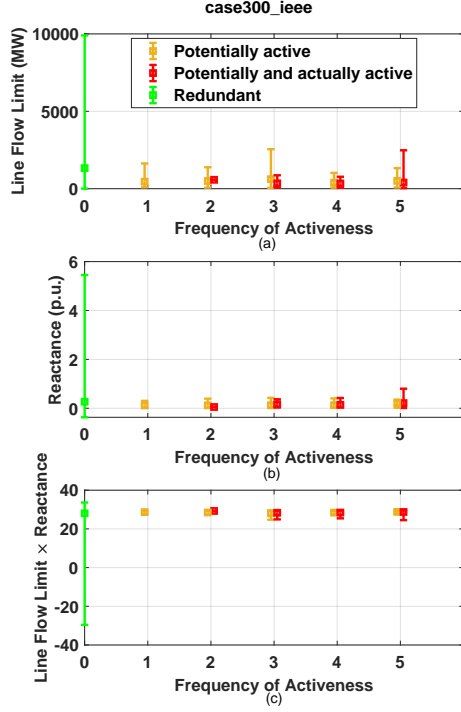 case300_ieee
10000
5000
0
Line Flow Limit (MW)
Potentially active
Potentially and actually active
Redundant
0 1 2 3 4 5
Frequency of Activeness
(a)
6
4
2
0
Reactance (p.u.)
0 1 2 3 4 5
Frequency of Activeness
(b)
40
20
0
-20
-40
Line Flow Limit × Reactance
0 1 2 3 4 5
Frequency of Activeness
(c)